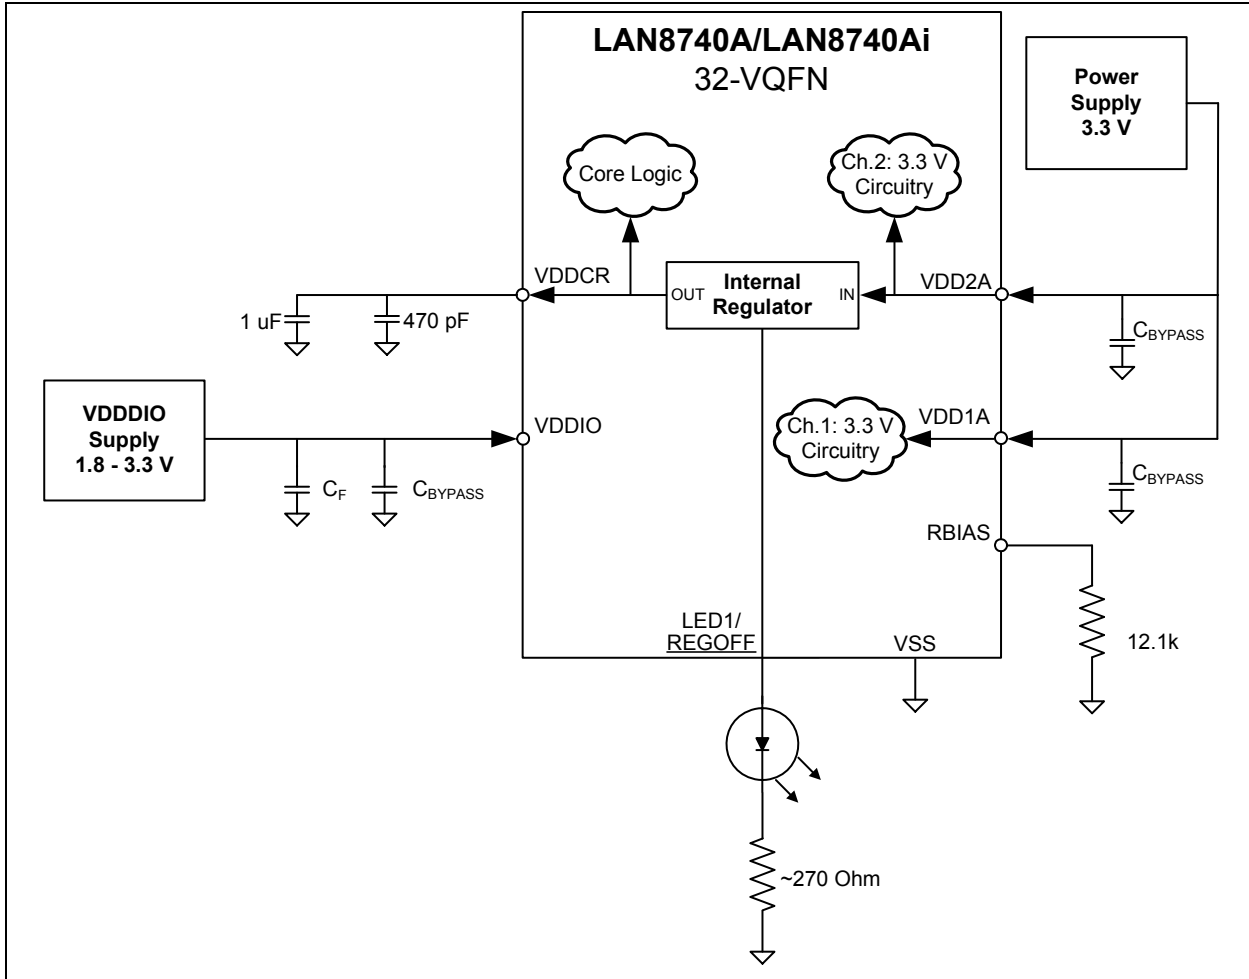 LAN8740A/LAN8740Ai
32-VQFN
Power
Supply
3.3 V
Core Logic
Ch.2: 3.3 V
Circuitry
VDDCR
OUT
Internal
Regulator
IN
VDD2A
1 uF
470 pF
CBYPASS
VDDDIO
Supply
1.8 - 3.3 V
VDDIO
Ch.1: 3.3 V
Circuitry
VDD1A
CF
CBYPASS
CBYPASS
RBIAS
12.1k
LED1/
REGOFF
VSS
~270 Ohm